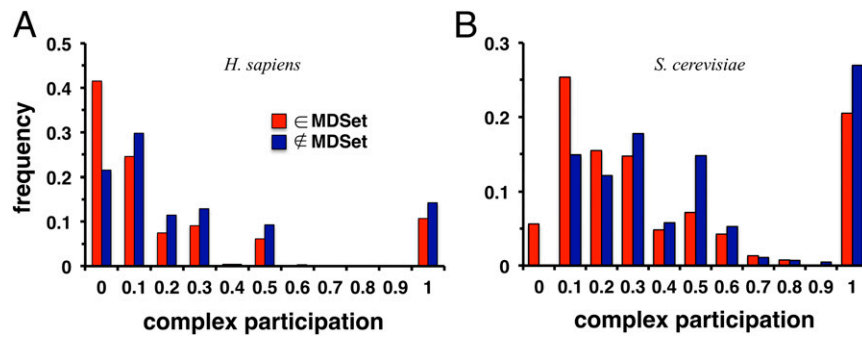 A
H. sapiens
frequency
0.5
0.4
0.3
0.2
0.1
0
∈ MDSet
∉ MDSet
0 0.1 0.2 0.3 0.4 0.5 0.6 0.7 0.8 0.9 1
complex participation
B
S. cerevisiae
0.3
0.2
0.1
0
0 0.1 0.2 0.3 0.4 0.5 0.6 0.7 0.8 0.9 1
complex participation